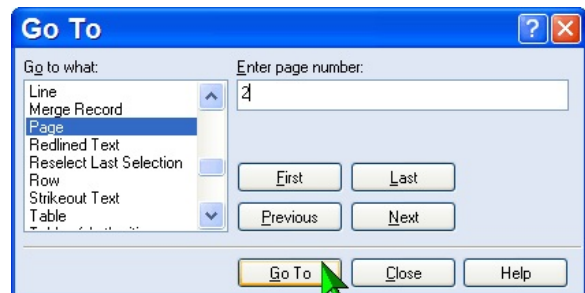 Go To
Go to what:
Line
Merge Record
Page
Redlined Text
Reselect Last Selection
Row
Strikeout Text
Table
Enter page number:
2
First
Last
Previous
Next
Go To
Close
Help